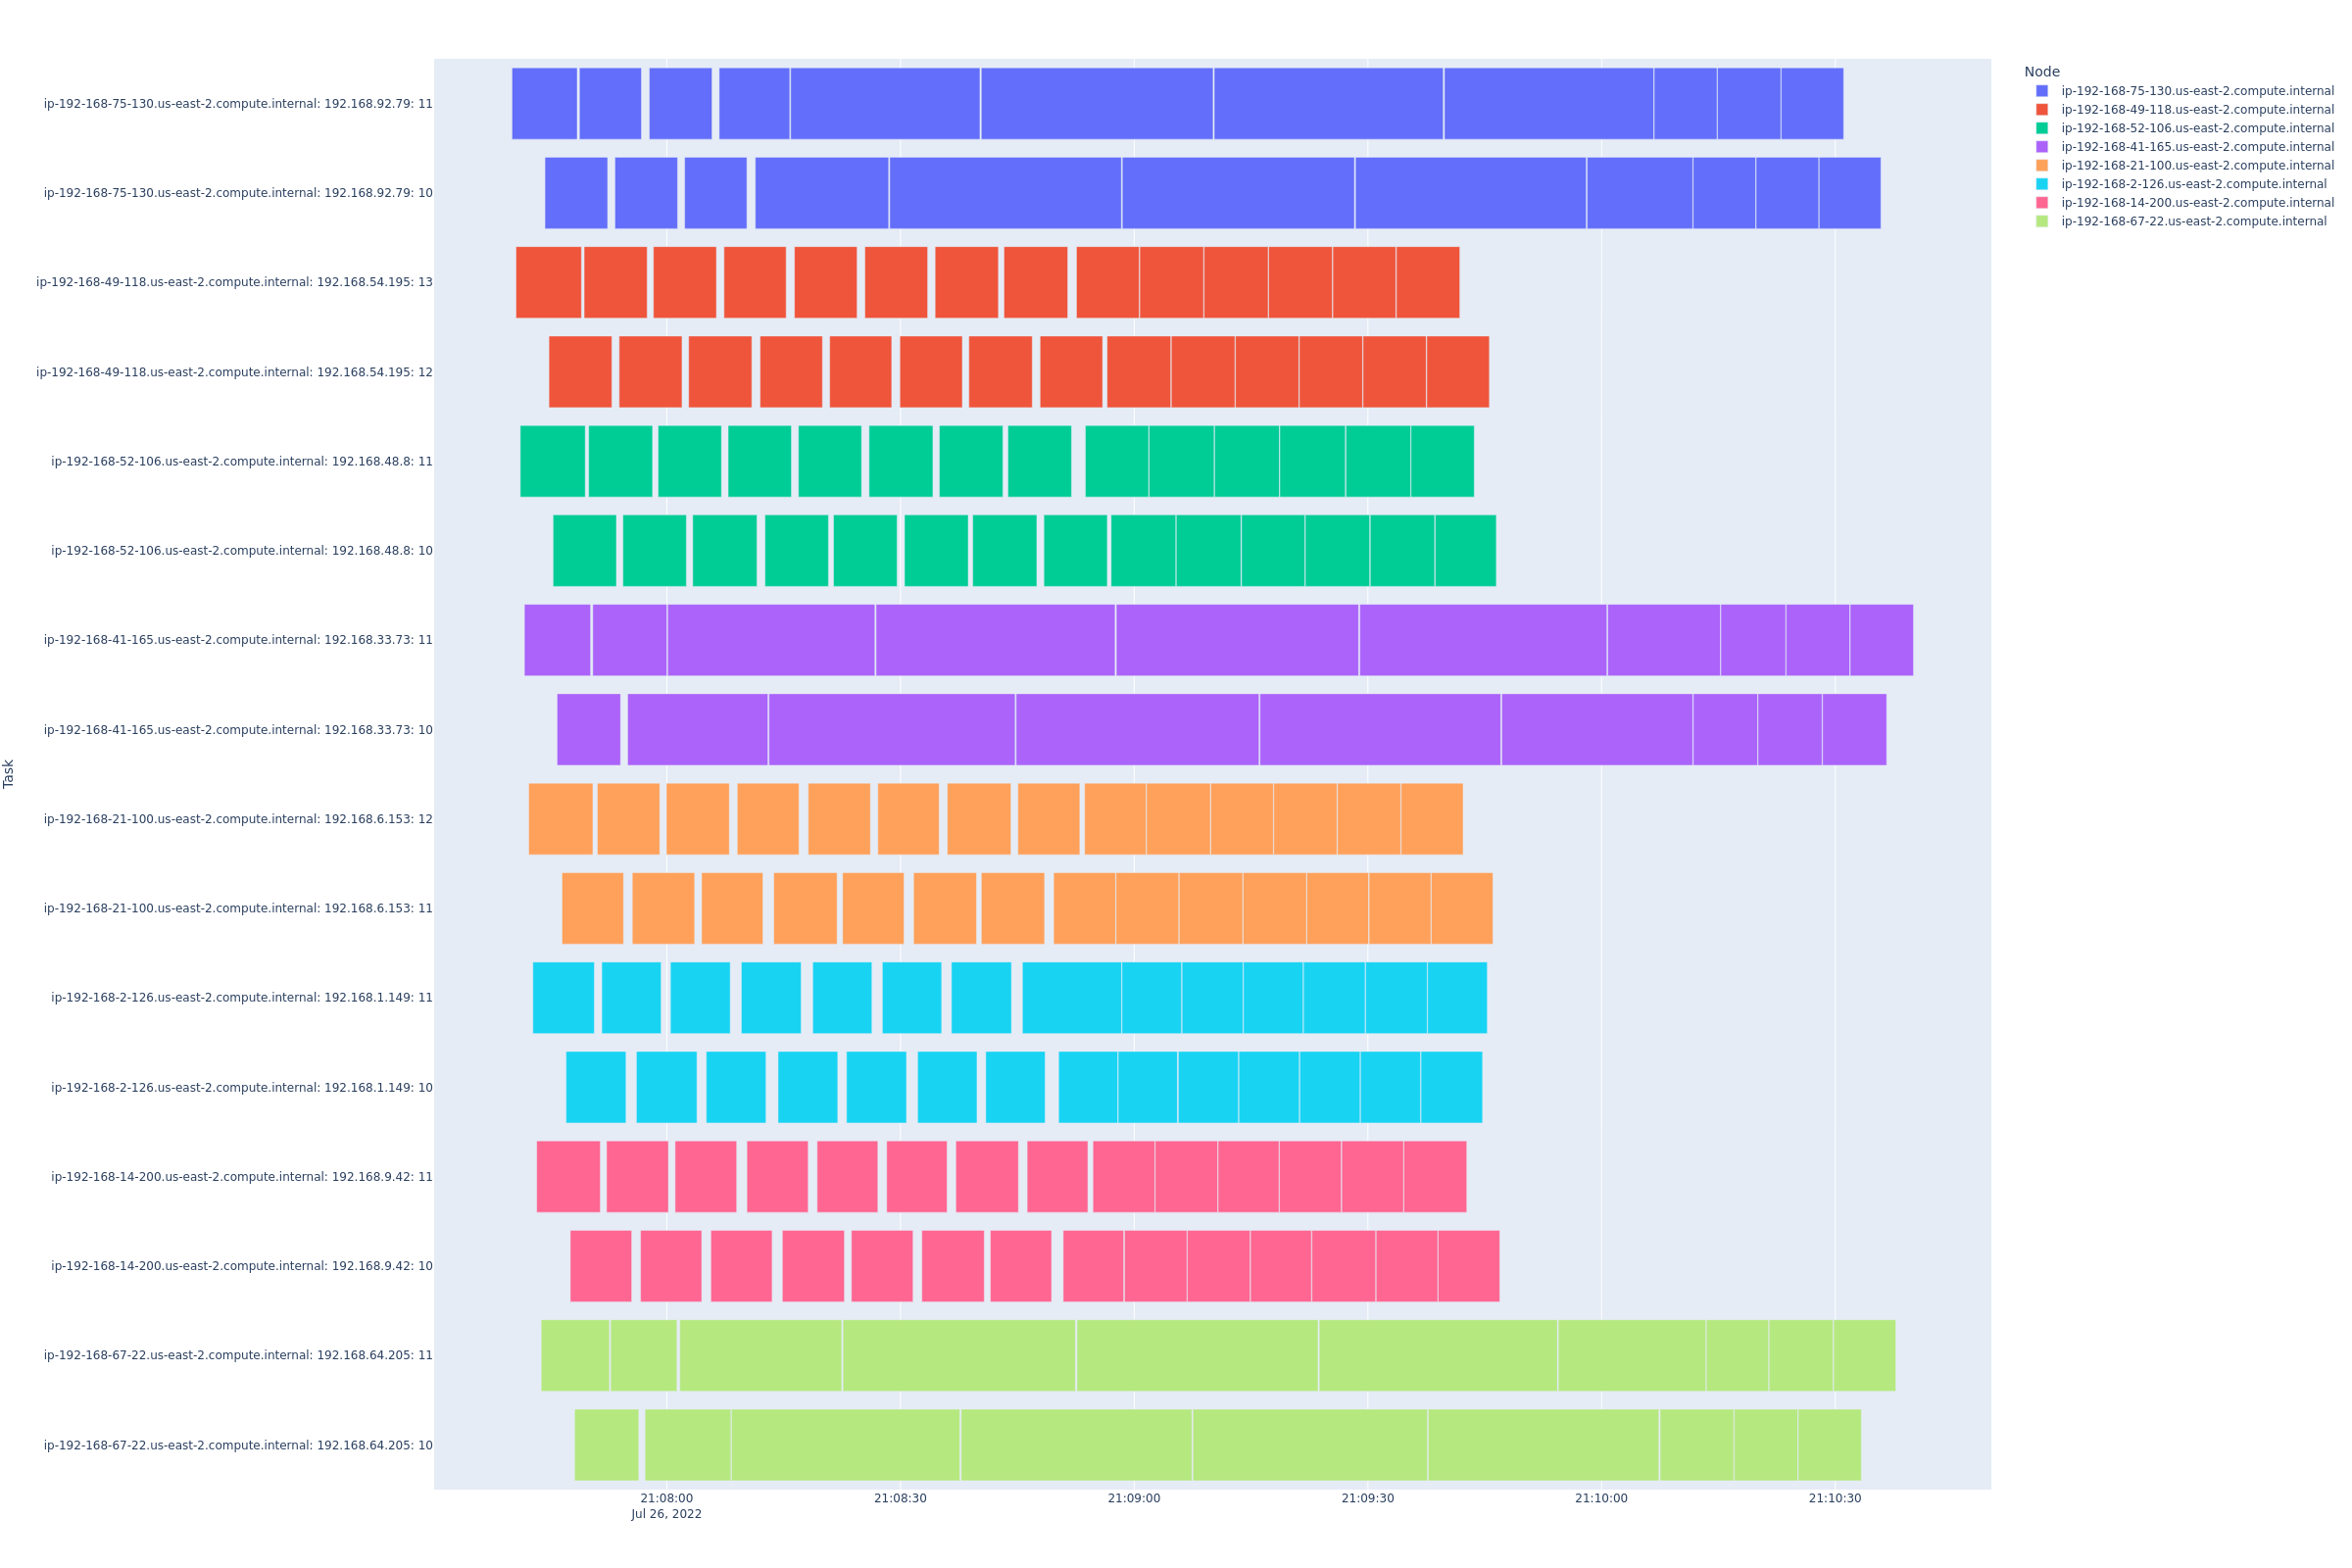 Task
ip-192-168-75-130.us-east-2.compute.internal: 192.168.92.79: 11
ip-192-168-75-130.us-east-2.compute.internal: 192.168.92.79: 10
ip-192-168-49-118.us-east-2.compute.internal: 192.168.54.195: 13
ip-192-168-49-118.us-east-2.compute.internal: 192.168.54.195: 12
ip-192-168-52-106.us-east-2.compute.internal: 192.168.48.8: 11
ip-192-168-52-106.us-east-2.compute.internal: 192.168.48.8: 10
ip-192-168-41-165.us-east-2.compute.internal: 192.168.33.73: 11
ip-192-168-41-165.us-east-2.compute.internal: 192.168.33.73: 10
ip-192-168-21-100.us-east-2.compute.internal: 192.168.6.153: 12
ip-192-168-21-100.us-east-2.compute.internal: 192.168.6.153: 11
ip-192-168-2-126.us-east-2.compute.internal: 192.168.1.149: 11
ip-192-168-2-126.us-east-2.compute.internal: 192.168.1.149: 10
ip-192-168-14-200.us-east-2.compute.internal: 192.168.9.42: 11
ip-192-168-14-200.us-east-2.compute.internal: 192.168.9.42: 10
ip-192-168-67-22.us-east-2.compute.internal: 192.168.64.205: 11
ip-192-168-67-22.us-east-2.compute.internal: 192.168.64.205: 10
21:08:00 21:08:30 21:09:00 21:09:30 21:10:00 21:10:30
Jul 26, 2022
Node
ip-192-168-75-130.us-east-2.compute.internal
ip-192-168-49-118.us-east-2.compute.internal
ip-192-168-52-106.us-east-2.compute.internal
ip-192-168-41-165.us-east-2.compute.internal
ip-192-168-21-100.us-east-2.compute.internal
ip-192-168-2-126.us-east-2.compute.internal
ip-192-168-14-200.us-east-2.compute.internal
ip-192-168-67-22.us-east-2.compute.internal